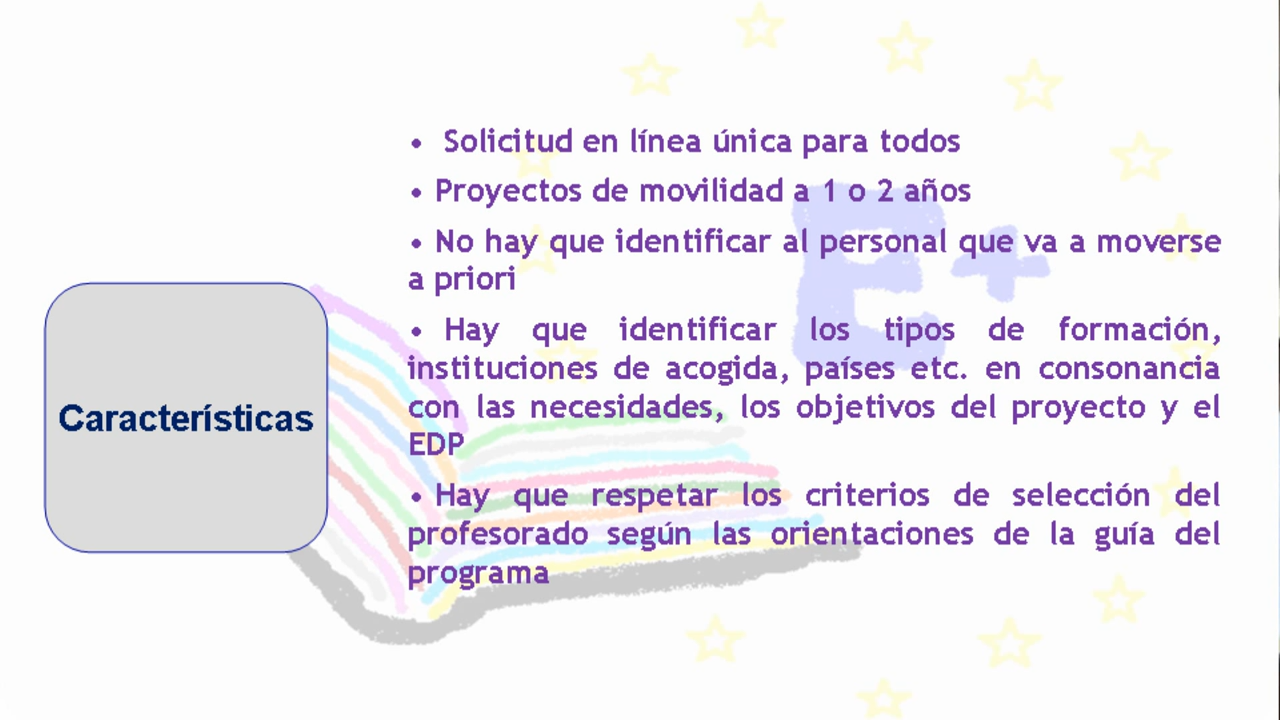 • Solicitud en línea única para todos
• Proyectos de movilidad a 1 o 2 años
• No hay que identificar al personal que va a moverse
a priori
• Hay que identificar los tipos de formación,
instituciones de acogida, países etc. en consonancia
con las necesidades, los objetivos del proyecto y el
EDP
• Hay que respetar los criterios de selección del
profesorado según las orientaciones de la guía del
programa
Características
E+